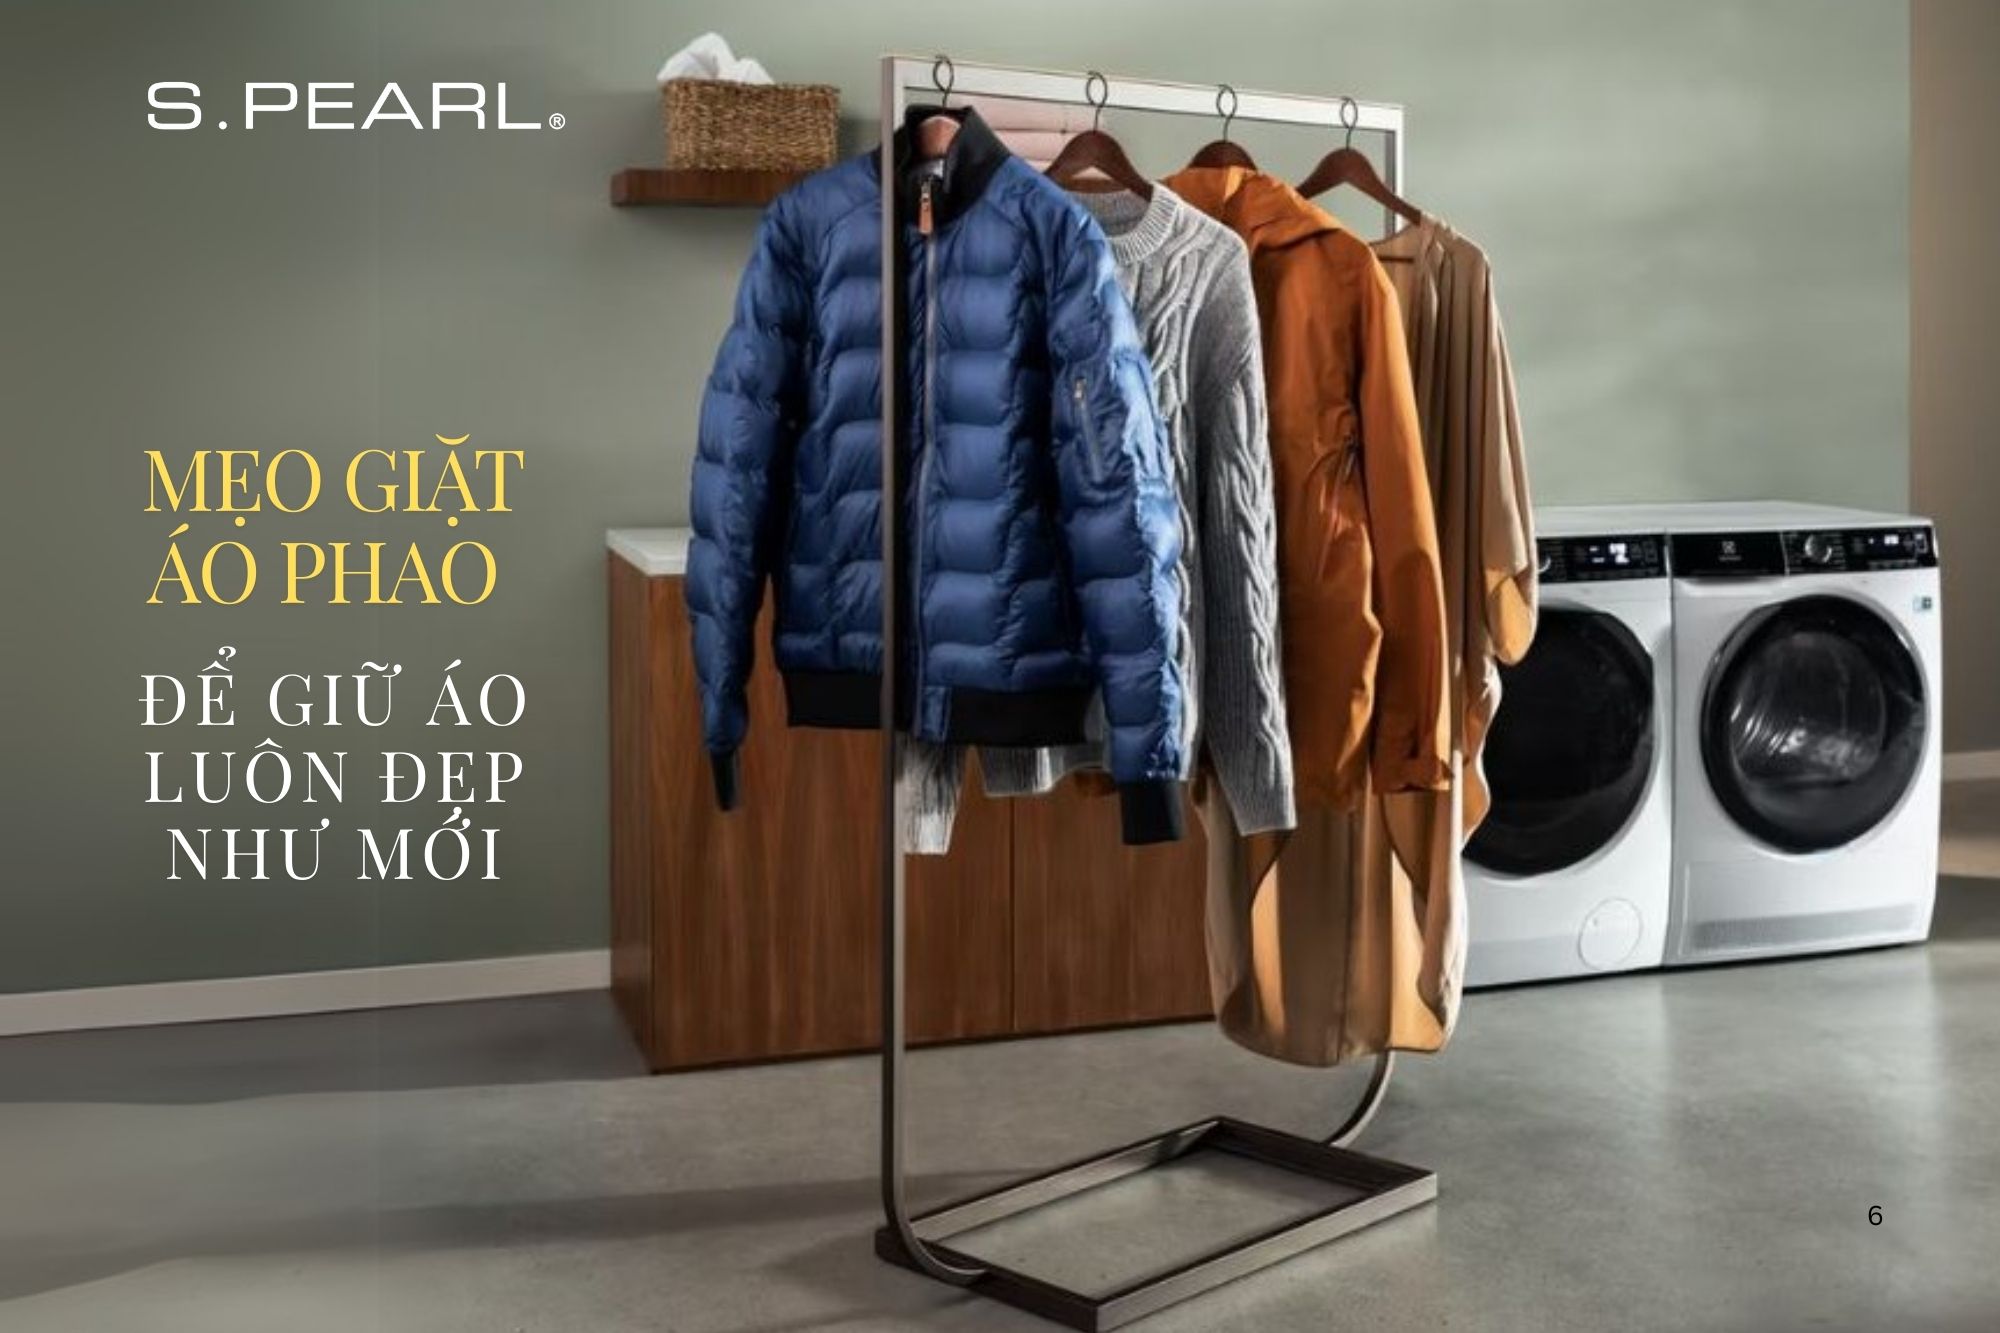 S.PEARL®
MẸO GIẶT
ÁO PHAO
ĐỂ GIỮ ÁO
LUÔN ĐẸP
NHƯ MỚI
6